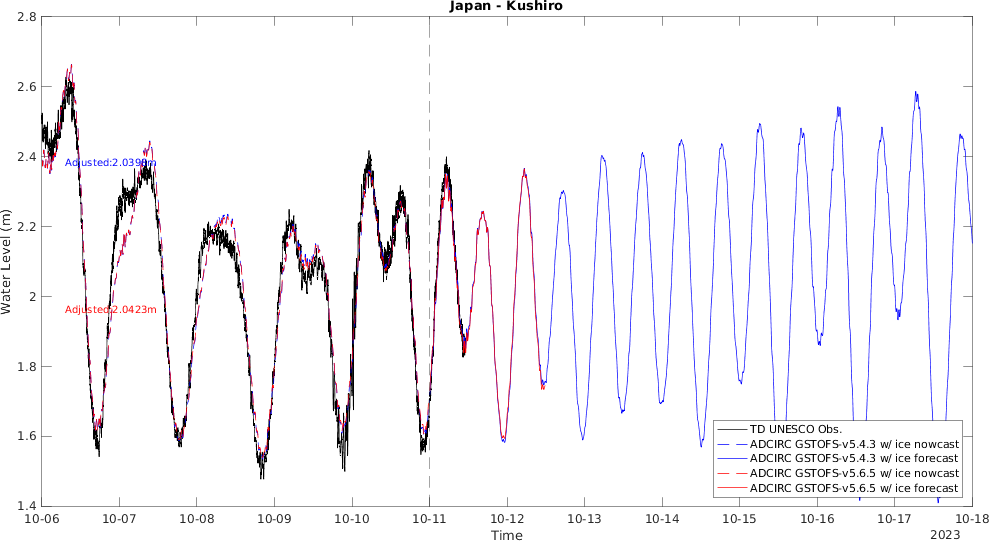 Japan - Kushiro
2.8
2.6
2.4
2.2
2
1.8
1.6
1.4
Water Level (m)
Adjusted:2.0398m
Adjusted:2.0423m
TD UNESCO Obs.
ADCIRC GSTOFS-v5.4.3 w/ ice nowcast
ADCIRC GSTOFS-v5.4.3 w/ ice forecast
ADCIRC GSTOFS-v5.6.5 w/ ice nowcast
ADCIRC GSTOFS-v5.6.5 w/ ice forecast
10-06 10-07 10-08 10-09 10-10 10-11 10-12 10-13 10-14 10-15 10-16 10-17 10-18
Time
2023